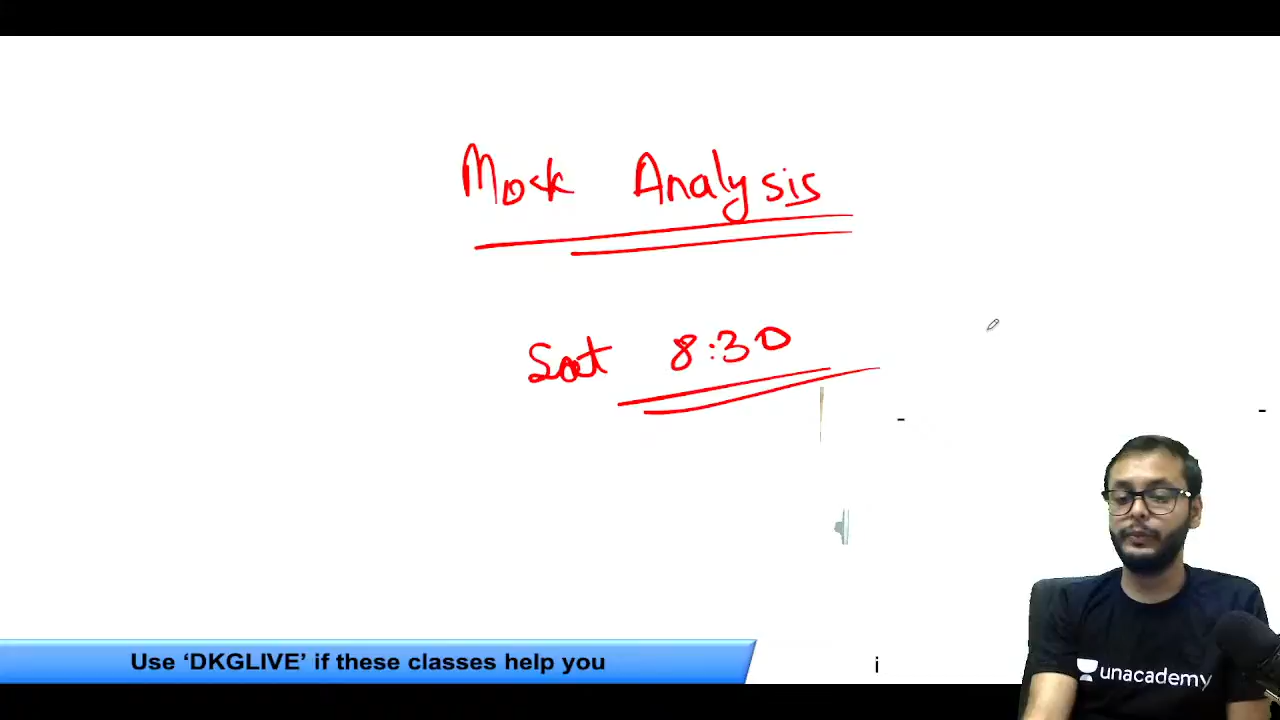 Mock Analysis
Sat 8:30
unacademy
Use ‘DKGLIVE’ if these classes help you
i